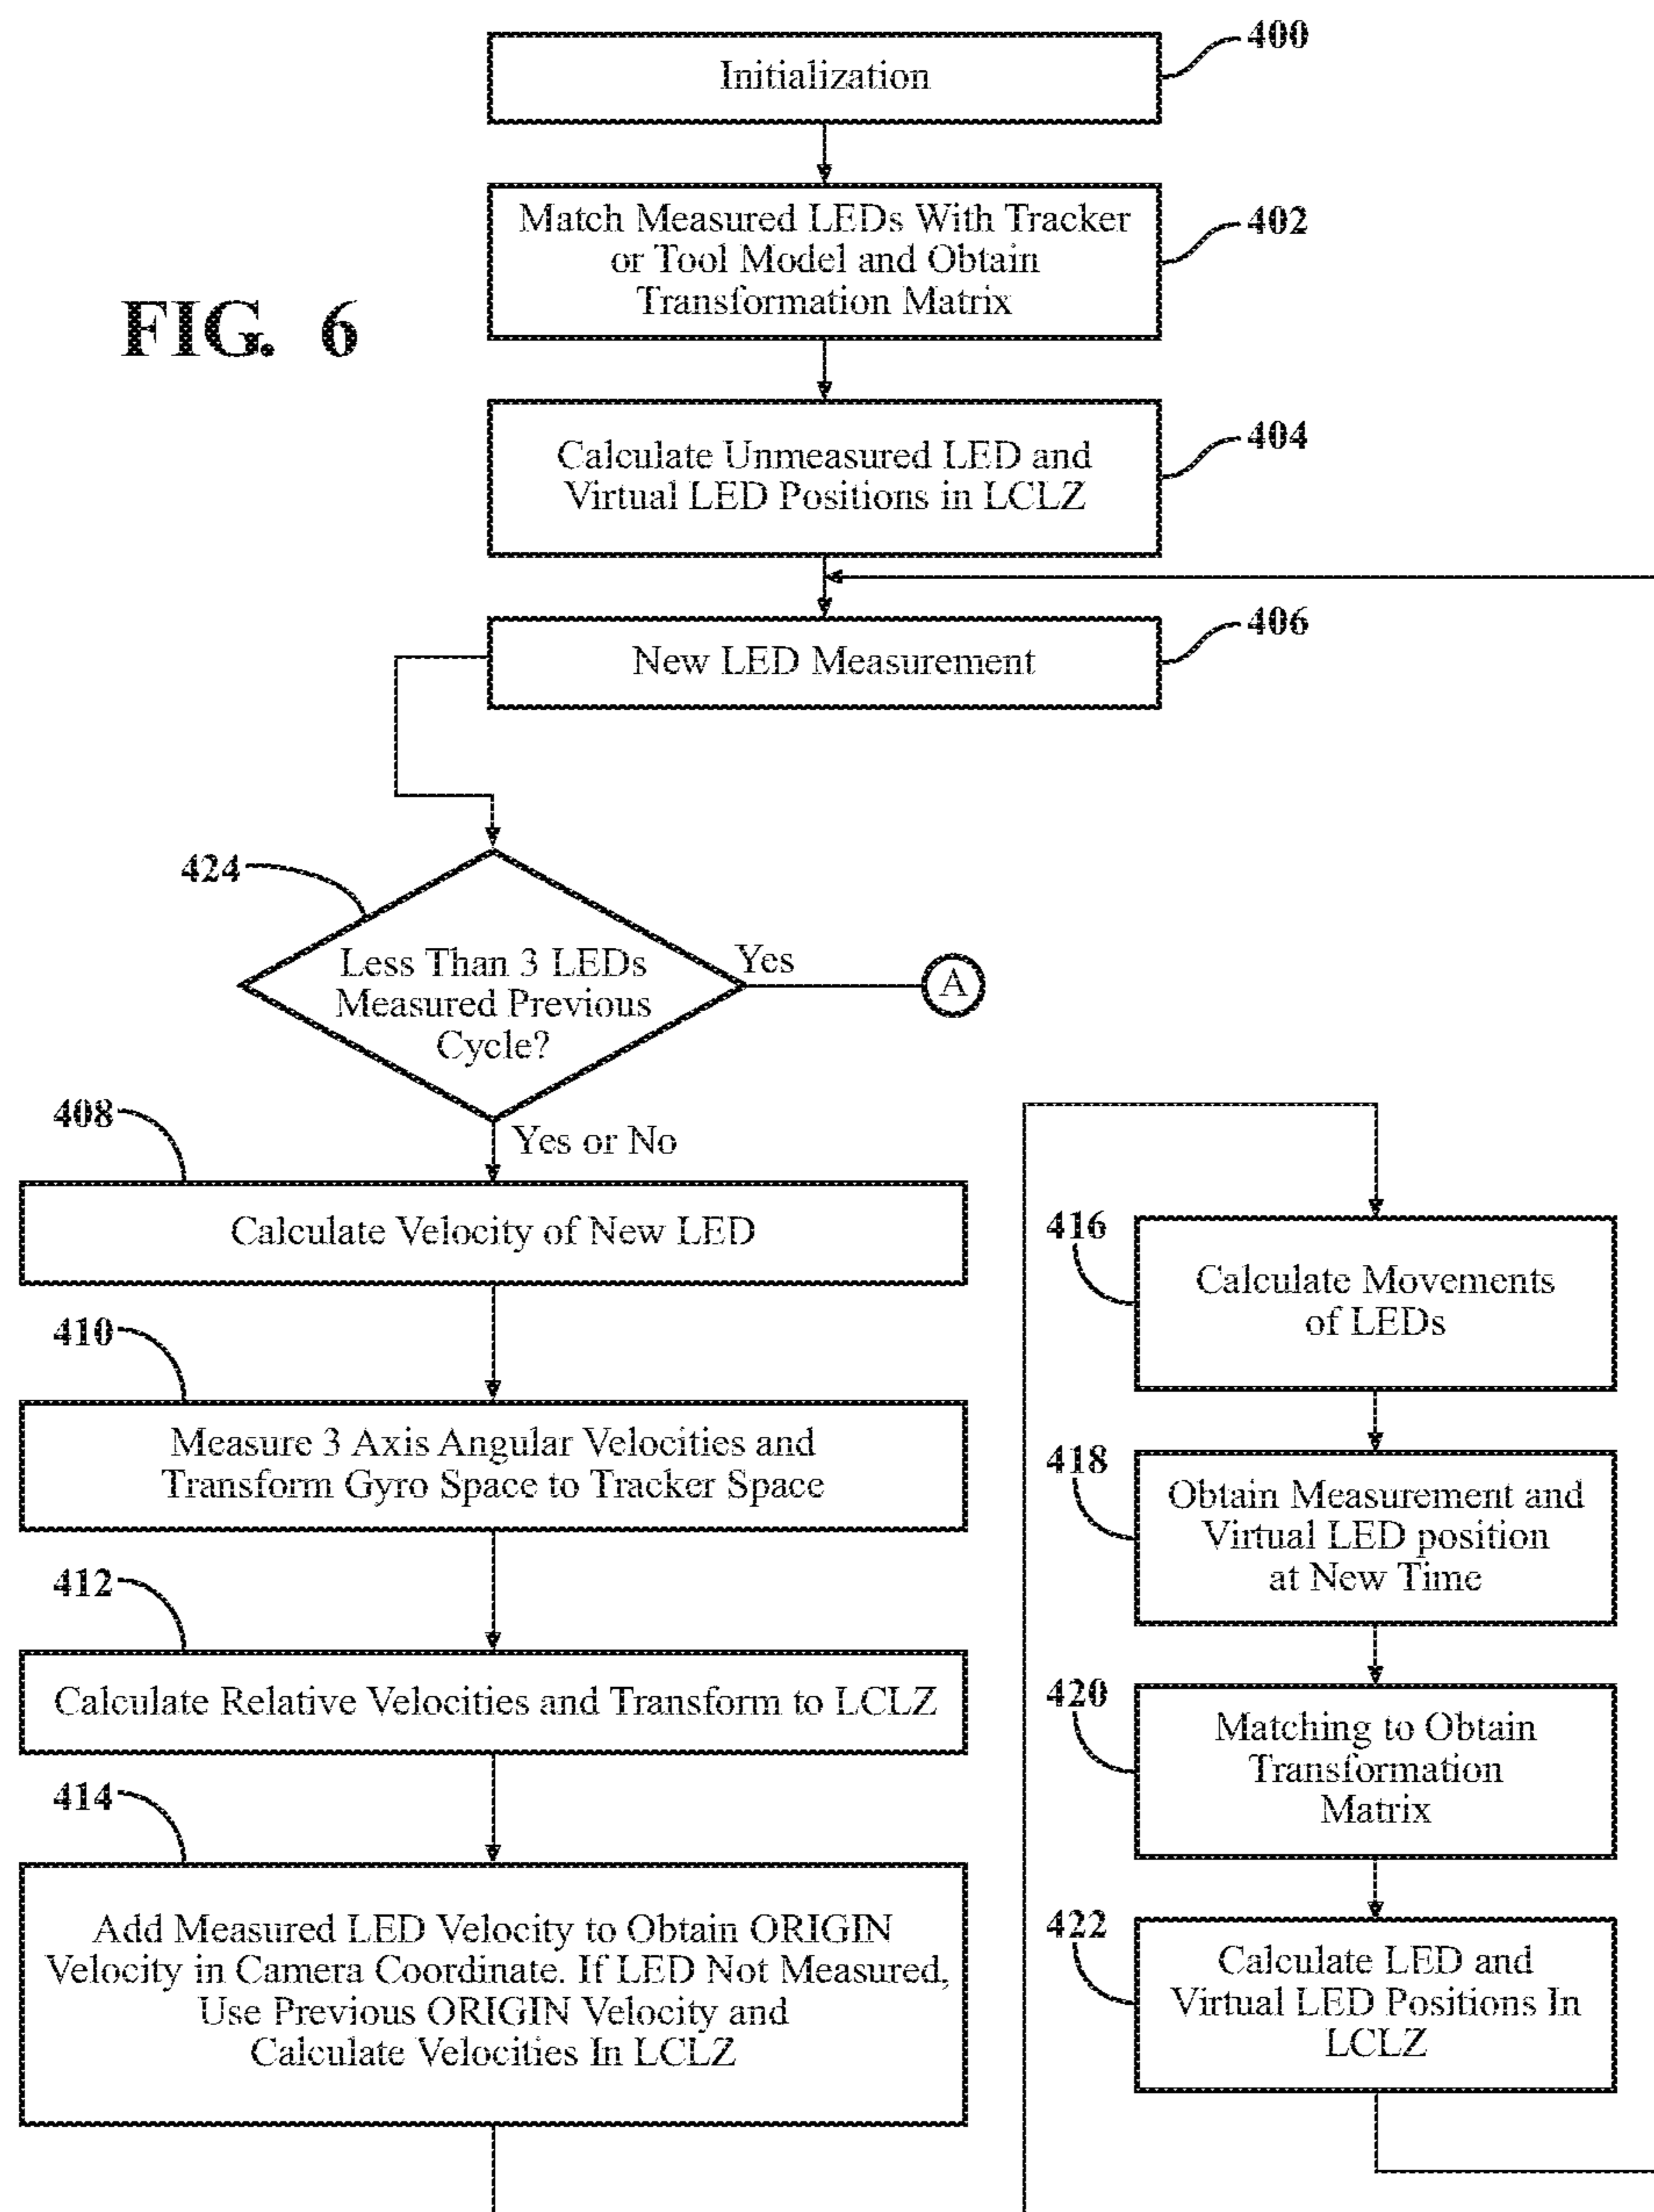 400
Initialization
402
Match Measured LEDs With Tracker
or Tool Model and Obtain
Transformation Matrix
FIG. 6
404
Calculate Unmeasured LED and
Virtual LED Positions in LCLZ
406
New LED Measurement
424
Less Than 3 LEDs
Measured Previous
Cycle?
Yes
A
Yes or No
408
Calculate Velocity of New LED
410
Measure 3 Axis Angular Velocities and
Transform Gyro Space to Tracker Space
412
Calculate Relative Velocities and Transform to LCLZ
414
Add Measured LED Velocity to Obtain ORIGIN
Velocity in Camera Coordinate. If LED Not Measured,
Use Previous ORIGIN Velocity and
Calculate Velocities In LCLZ
416
Calculate Movements
of LEDs
418
Obtain Measurement and
Virtual LED position
at New Time
420
Matching to Obtain
Transformation
Matrix
422
Calculate LED and
Virtual LED Positions In
LCLZ